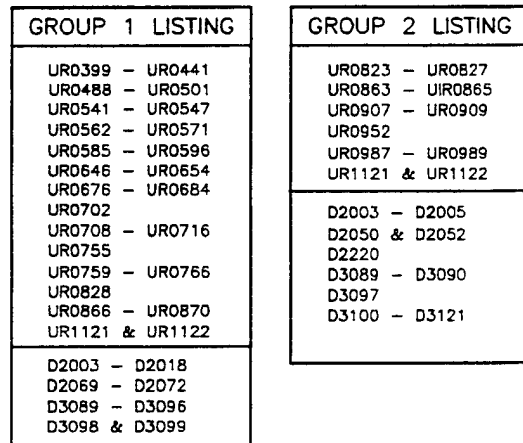 GROUP 1 LISTING
UR0399 – UR0441
UR0488 – UR0501
UR0541 – UR0547
UR0562 – UR0571
UR0585 – UR0596
UR0646 – UR0654
UR0676 – UR0684
UR0702
UR0708 – UR0716
UR0755
UR0759 – UR0766
UR0828
UR0866 – UR0870
UR1121 & UR1122
D2003 – D2018
D2069 – D2072
D3089 – D3096
D3098 & D3099
GROUP 2 LISTING
UR0823 – UR0827
UR0863 – UIR0865
UR0907 – UR0909
UR0952
UR0987 – UR0989
UR1121 & UR1122
D2003 – D2005
D2050 & D2052
D2220
D3089 – D3090
D3097
D3100 – D3121